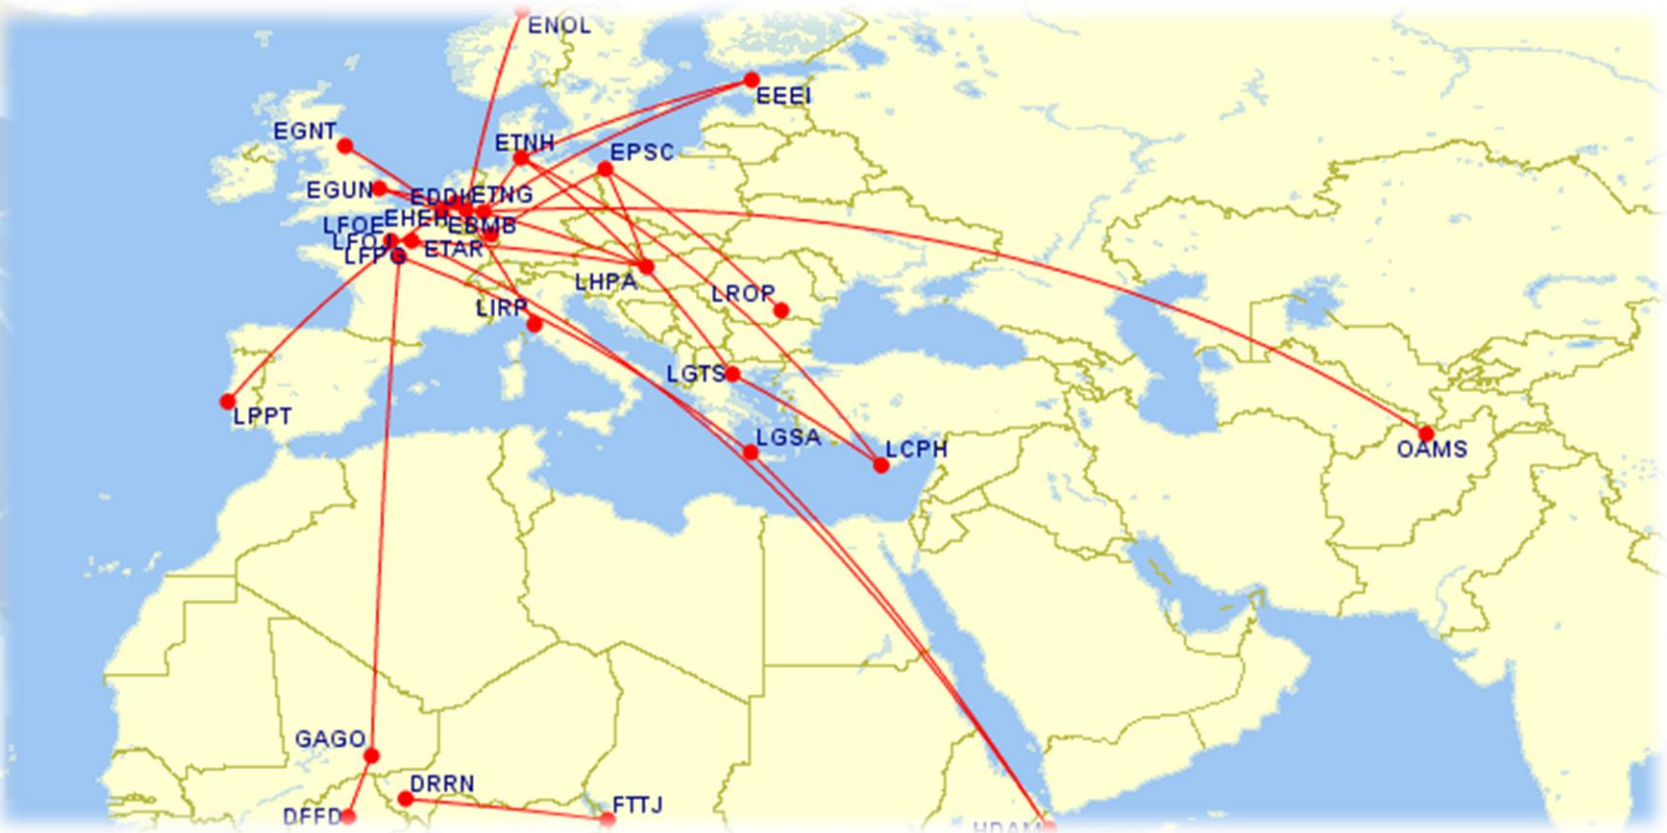 ENOL
EEEI
EGNT
ETNH
EPSC
EGUN
ETNG
LFOE
EHEH
EBMB
ETAR
LFPG
LHPA
LROP
LIRP
LGTS
LPPT
LGSA
LCPH
OAMS
GAGO
DRRN
FTTJ
DFFD
HDAM